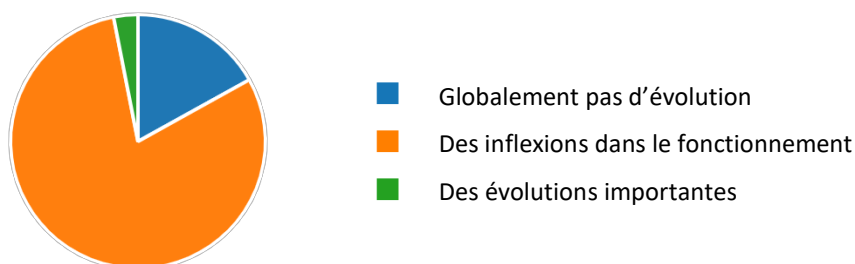 Globalement pas d’évolution
Des inflexions dans le fonctionnement
Des évolutions importantes